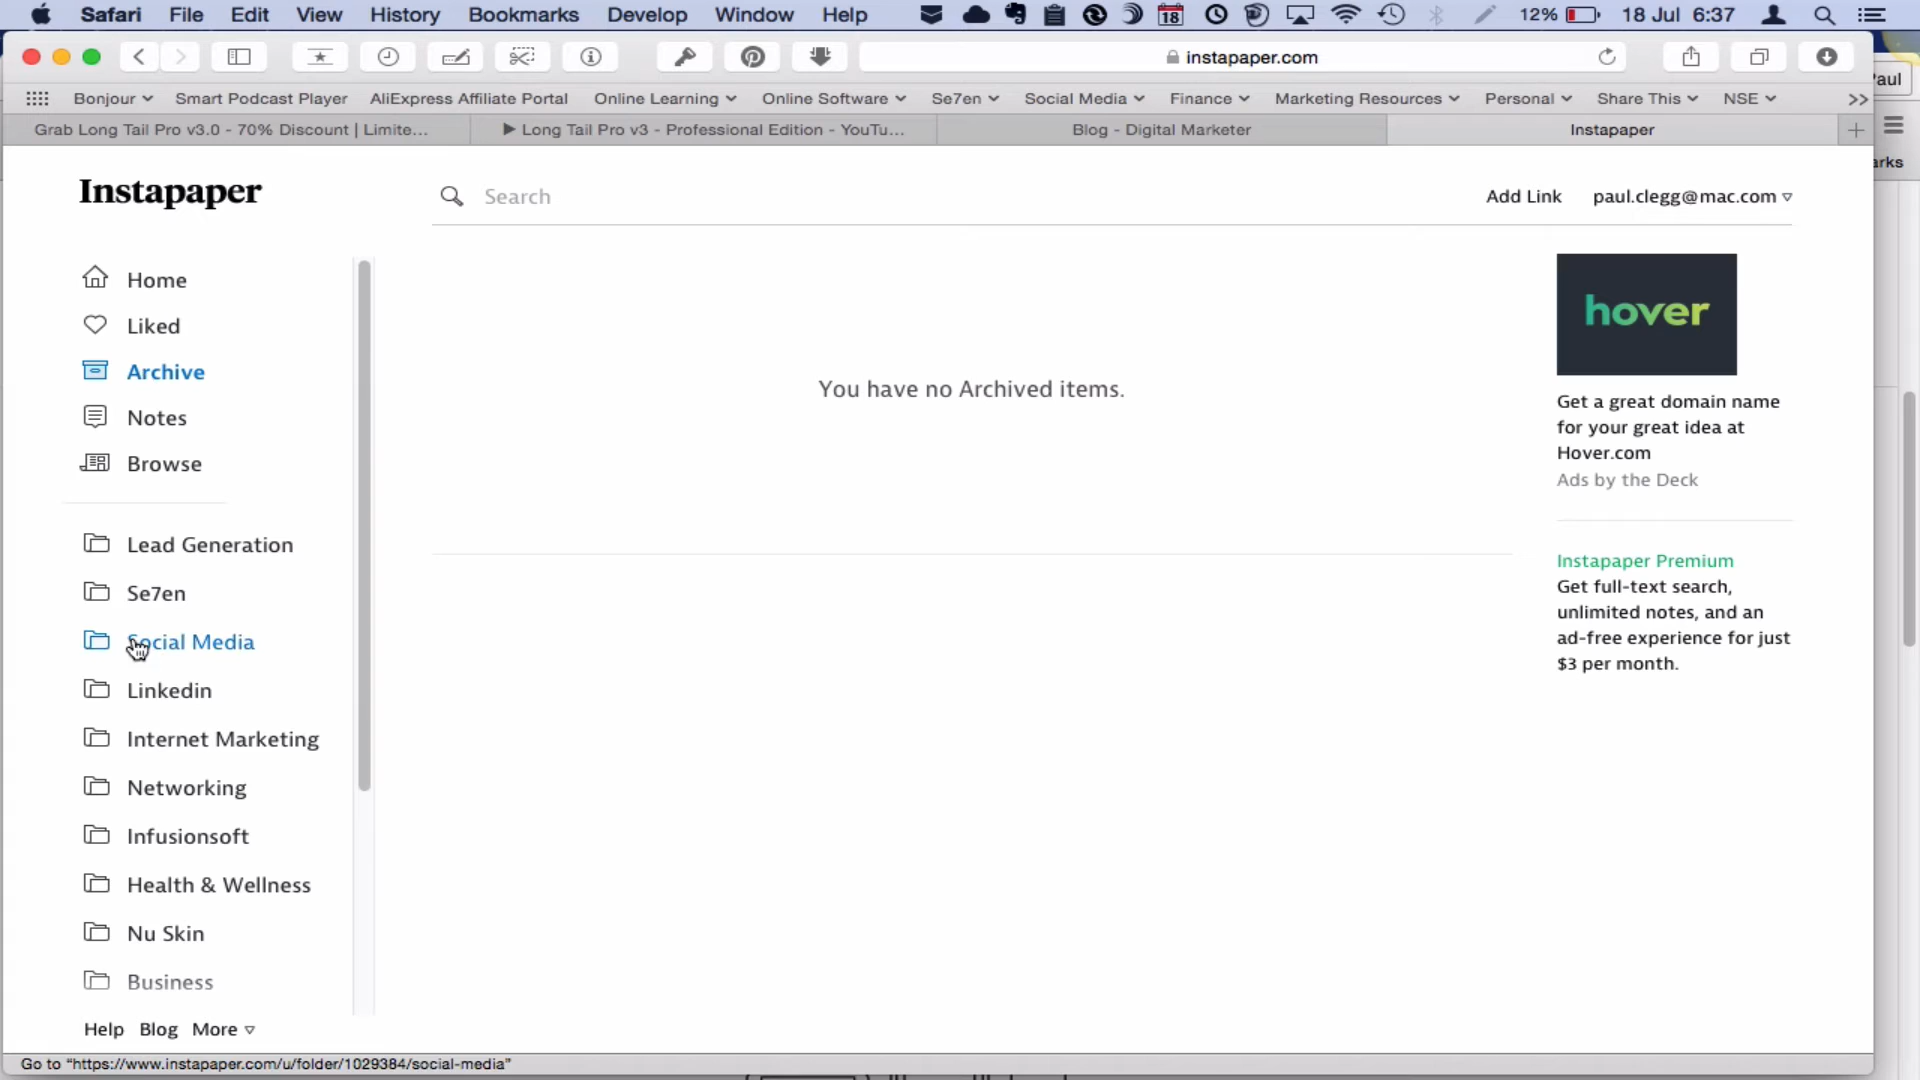 Safari File Edit View History Bookmarks Develop Window Help 18 12% 18 Jul 6:37
instapaper.com
aul
Bonjour Smart Podcast Player AliExpress Affiliate Portal Online Learning Online Software Se7en Social Media Finance Marketing Resources Personal Share This NSE
Grab Long Tail Pro v3.0 - 70% Discount | Limite... ▶ Long Tail Pro v3 - Professional Edition - YouTu... Blog - Digital Marketer Instapaper
arks
Instapaper
Search
Add Link paul.clegg@mac.com
Home
Liked
Archive
Notes
Browse
Lead Generation
Se7en
Social Media
Linkedin
Internet Marketing
Networking
Infusionsoft
Health & Wellness
Nu Skin
Business
Help Blog More
You have no Archived items.
hover
Get a great domain name
for your great idea at
Hover.com
Ads by the Deck
Instapaper Premium
Get full-text search,
unlimited notes, and an
ad-free experience for just
$3 per month.
Go to "https://www.instapaper.com/u/folder/1029384/social-media"